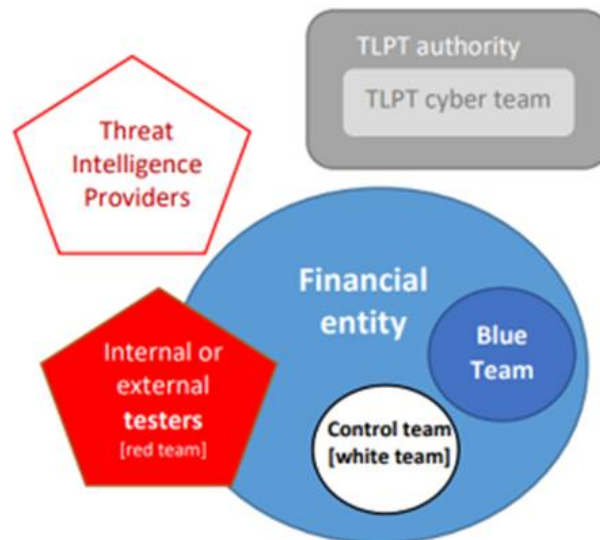 TLPT authority
TLPT cyber team
Threat
Intelligence
Providers
Financial
entity
Blue
Team
Internal or
external
testers
[red team]
Control team
[white team]